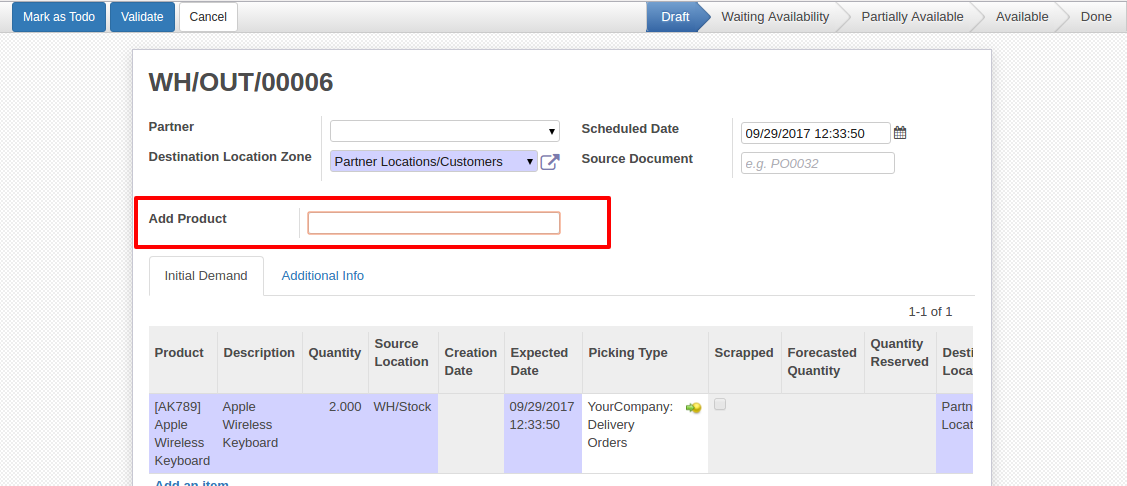 Mark as Todo Validate Cancel Draft Waiting Availability Partially Available Available Done
WH/OUT/00006
Partner Scheduled Date 09/29/2017 12:33:50
Destination Location Zone Partner Locations/Customers Source Document e.g. PO0032
Add Product
Initial Demand Additional Info
1-1 of 1
Product Description Quantity Source Location Creation Date Expected Date Picking Type Scrapped Forecasted Quantity Quantity Reserved
[AK789] Apple 2.000 WH/Stock 09/29/2017 YourCompany:
Apple Wireless 12:33:50 Delivery
Wireless Keyboard Orders
Keyboard
Add an item